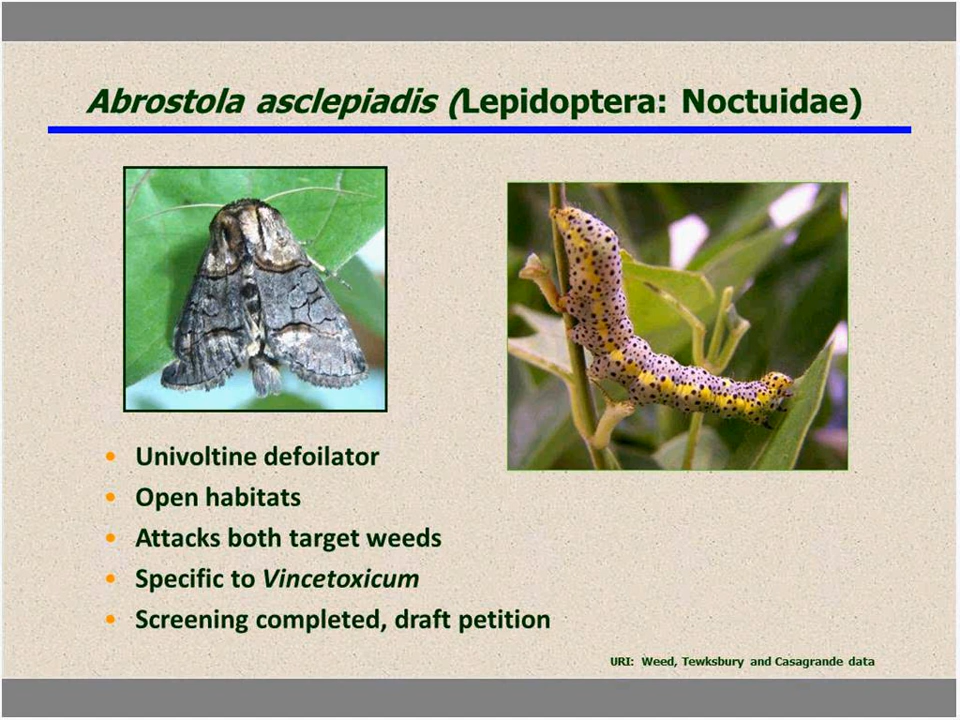 Abrostola asclepiadis (Lepidoptera: Noctuidae)
• Univoltine defoilator
• Open habitats
• Attacks both target weeds
• Specific to Vincetoxicum
• Screening completed, draft petition
URI: Weed, Tewksbury and Casagrande data